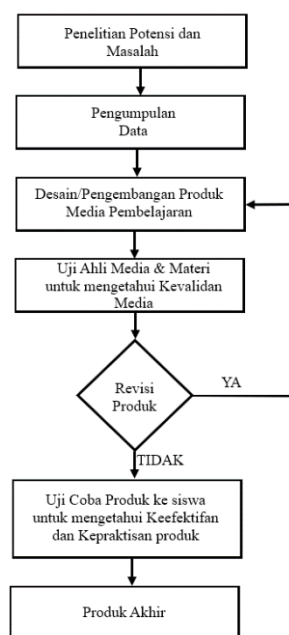 Penelitian Potensi dan
Masalah
Pengumpulan
Data
Desain/Pengembangan Produk
Media Pembelajaran
Uji Ahli Media & Materi
untuk mengetahui Kevalidan
Media
Revisi
Produk
YA
TIDAK
Uji Coba Produk ke siswa
untuk mengetahui Keefektifan
dan Kepraktisan produk
Produk Akhir